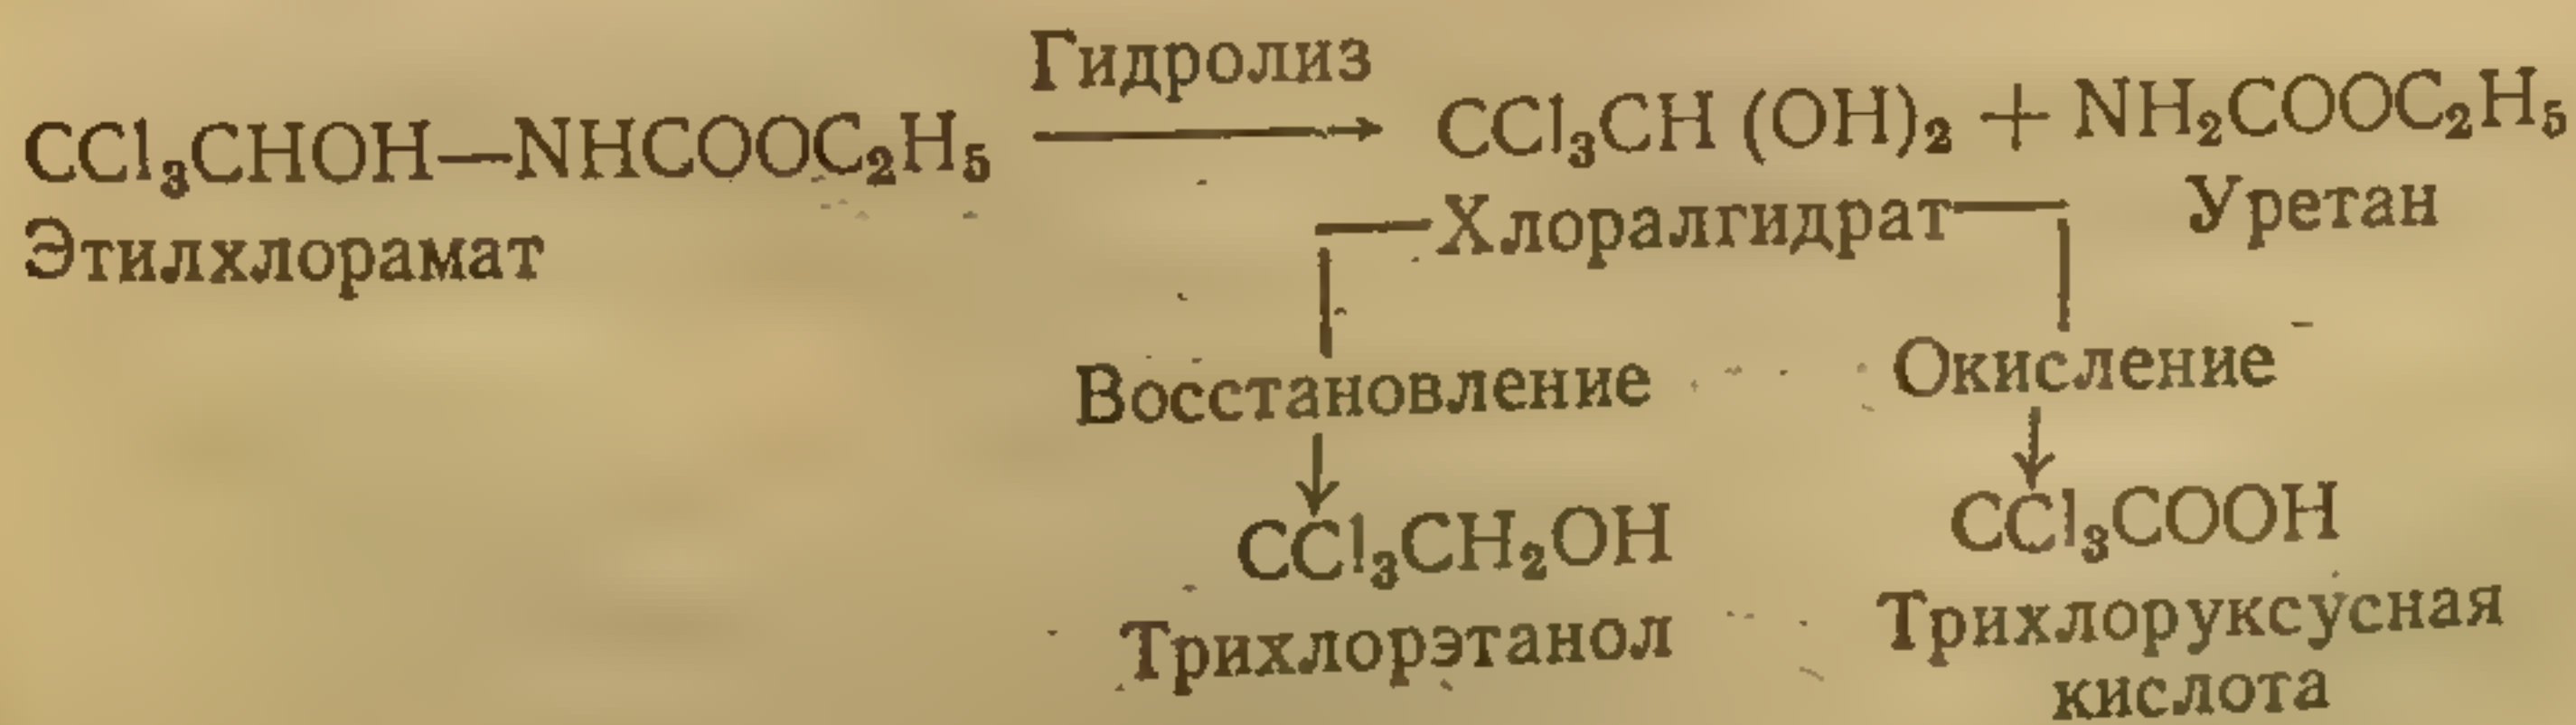 Гидролиз
CCl₃CHOH—NHCOOC₂H₅ → CCl₃CH (OH)₂ + NH₂COOC₂H₅
Этилхлорамат Хлоралгидрат Уретан
Восстановление Окисление
CCl₃CH₂OH CCl₃COOH
Трихлорэтанол Трихлоруксусная
кислота